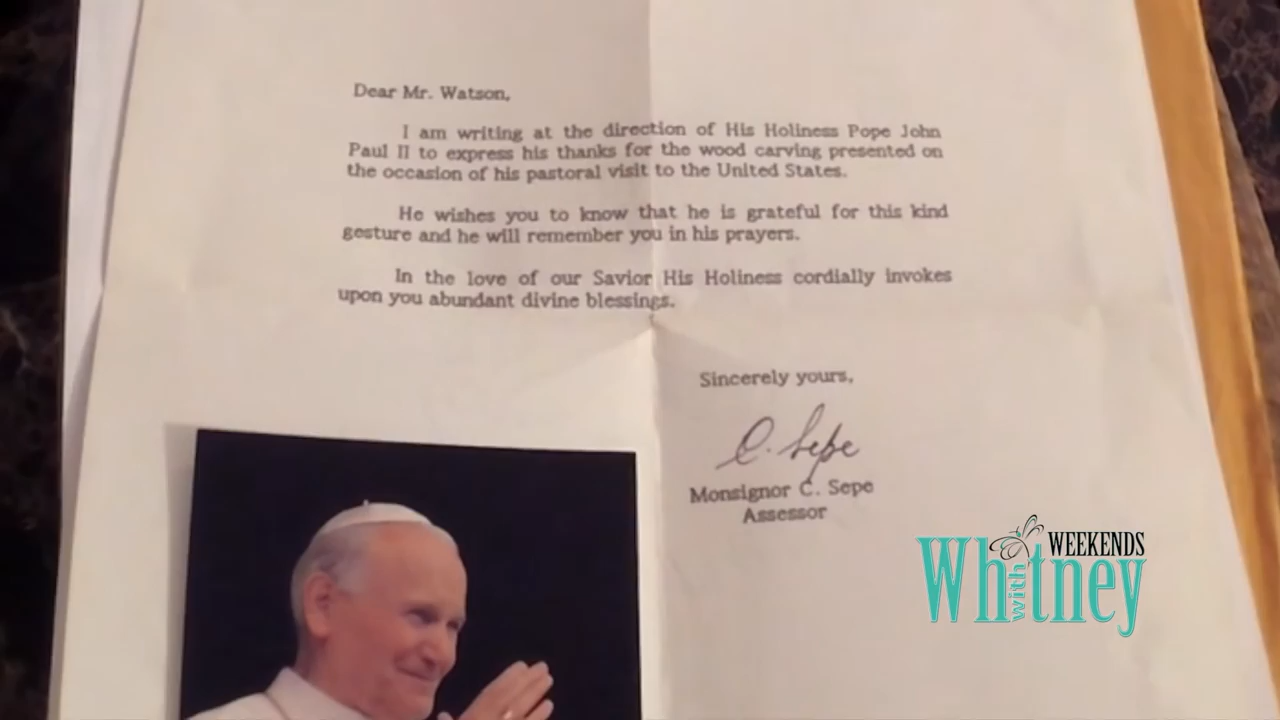 Dear Mr. Watson,
I am writing at the direction of His Holiness Pope John
Paul II to express his thanks for the wood carving presented on
the occasion of his pastoral visit to the United States.
He wishes you to know that he is grateful for this kind
gesture and he will remember you in his prayers.
In the love of our Savior His Holiness cordially invokes
upon you abundant divine blessings.
Sincerely yours,
C. Sepe
Monsignor C. Sepe
Assessor
WEEKENDS
with
Whitney